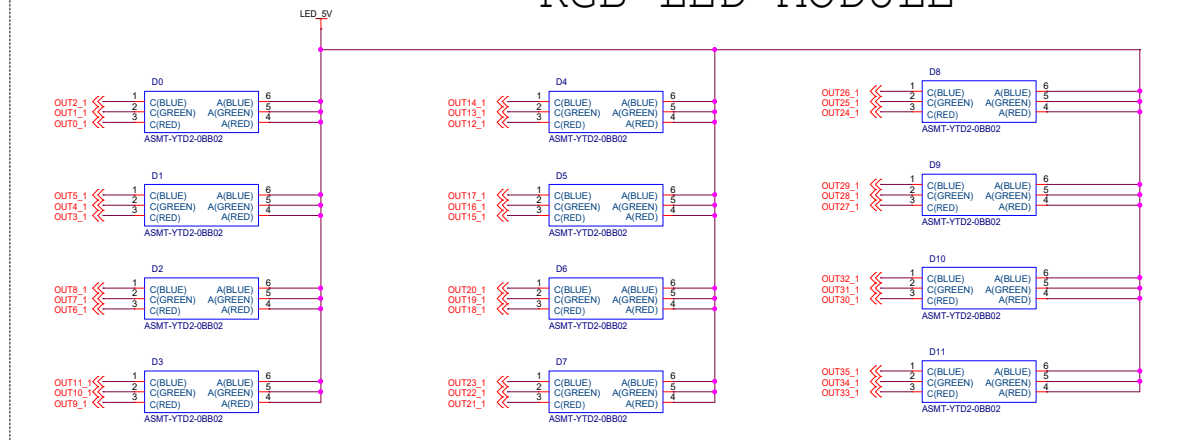 RGB LED MODULE
LED_5V
D0
OUT2_1 1 C(BLUE) A(BLUE) 6
OUT1_1 2 C(GREEN) A(GREEN) 5
OUT0_1 3 C(RED) A(RED) 4
ASMT-YTD2-0BB02
D1
OUT5_1 1 C(BLUE) A(BLUE) 6
OUT4_1 2 C(GREEN) A(GREEN) 5
OUT3_1 3 C(RED) A(RED) 4
ASMT-YTD2-0BB02
D2
OUT8_1 1 C(BLUE) A(BLUE) 6
OUT7_1 2 C(GREEN) A(GREEN) 5
OUT6_1 3 C(RED) A(RED) 4
ASMT-YTD2-0BB02
D3
OUT11_1 1 C(BLUE) A(BLUE) 6
OUT10_1 2 C(GREEN) A(GREEN) 5
OUT9_1 3 C(RED) A(RED) 4
ASMT-YTD2-0BB02
D4
OUT14_1 1 C(BLUE) A(BLUE) 6
OUT13_1 2 C(GREEN) A(GREEN) 5
OUT12_1 3 C(RED) A(RED) 4
ASMT-YTD2-0BB02
D5
OUT17_1 1 C(BLUE) A(BLUE) 6
OUT16_1 2 C(GREEN) A(GREEN) 5
OUT15_1 3 C(RED) A(RED) 4
ASMT-YTD2-0BB02
D6
OUT20_1 1 C(BLUE) A(BLUE) 6
OUT19_1 2 C(GREEN) A(GREEN) 5
OUT18_1 3 C(RED) A(RED) 4
ASMT-YTD2-0BB02
D7
OUT23_1 1 C(BLUE) A(BLUE) 6
OUT22_1 2 C(GREEN) A(GREEN) 5
OUT21_1 3 C(RED) A(RED) 4
ASMT-YTD2-0BB02
D8
OUT26_1 1 C(BLUE) A(BLUE) 6
OUT25_1 2 C(GREEN) A(GREEN) 5
OUT24_1 3 C(RED) A(RED) 4
ASMT-YTD2-0BB02
D9
OUT29_1 1 C(BLUE) A(BLUE) 6
OUT28_1 2 C(GREEN) A(GREEN) 5
OUT27_1 3 C(RED) A(RED) 4
ASMT-YTD2-0BB02
D10
OUT32_1 1 C(BLUE) A(BLUE) 6
OUT31_1 2 C(GREEN) A(GREEN) 5
OUT30_1 3 C(RED) A(RED) 4
ASMT-YTD2-0BB02
D11
OUT35_1 1 C(BLUE) A(BLUE) 6
OUT34_1 2 C(GREEN) A(GREEN) 5
OUT33_1 3 C(RED) A(RED) 4
ASMT-YTD2-0BB02